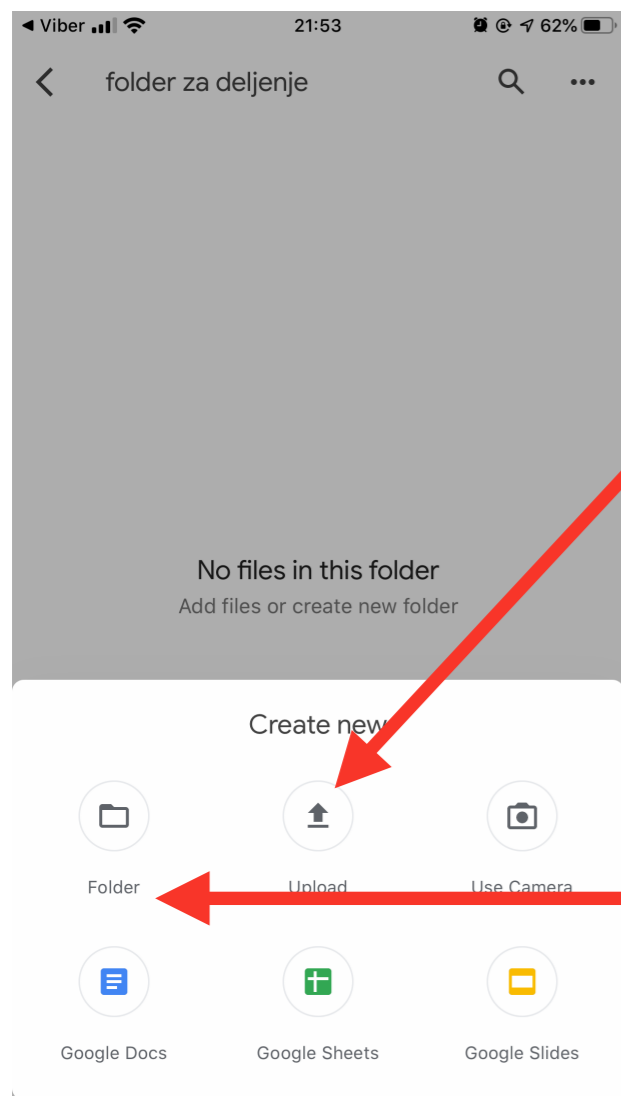 Viber 21:53 62%
folder za deljenje
No files in this folder
Add files or create new folder
Create new
Folder Upload Use Camera
Google Docs Google Sheets Google Slides